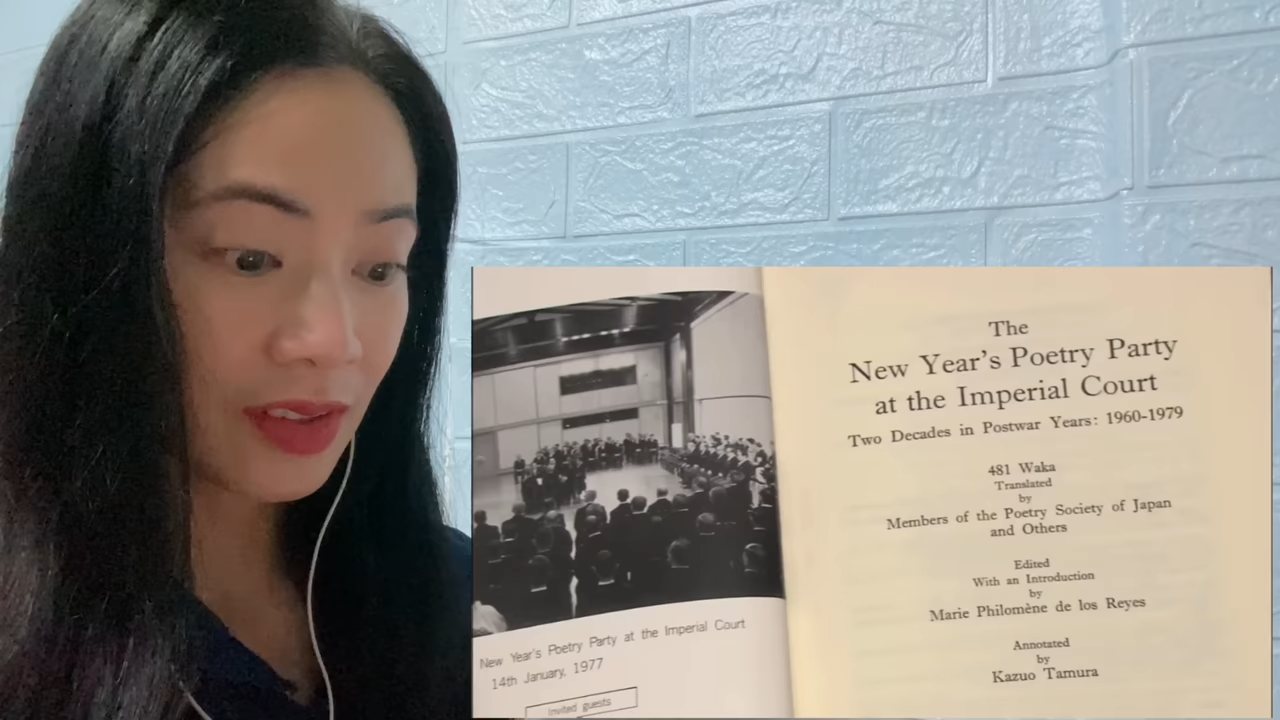 New Year's Poetry Party at the Imperial Court
14th January, 1977
Invited guests
The
New Year's Poetry Party
at the Imperial Court
Two Decades in Postwar Years: 1960-1979
481 Waka
Translated
by
Members of the Poetry Society of Japan
and Others
Edited
With an Introduction
by
Marie Philomène de los Reyes
Annotated
by
Kazuo Tamura